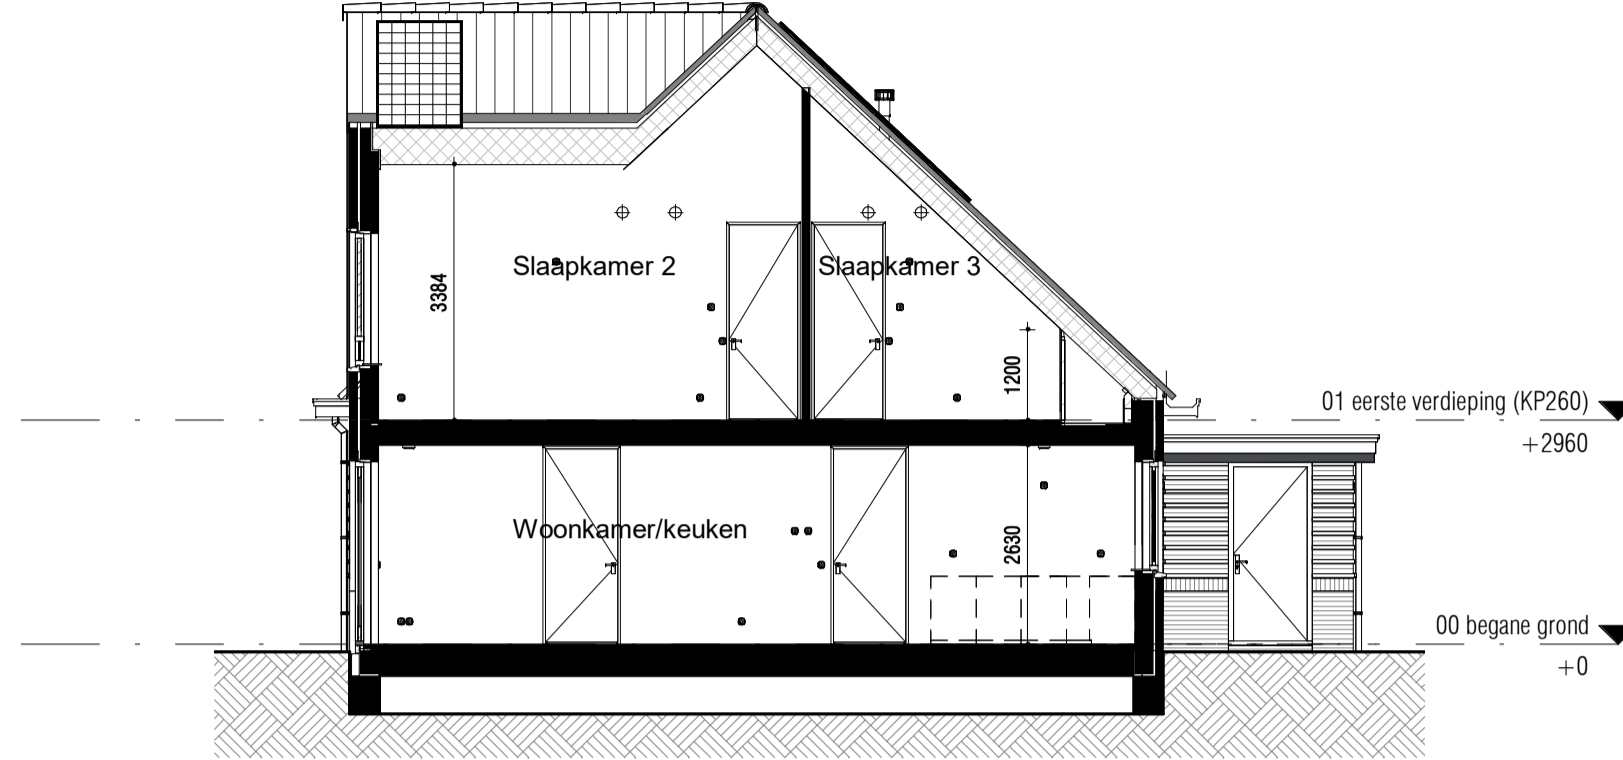 Slaapkamer 2
Slaapkamer 3
3384
1200
01 eerste verdieping (KP260)
+2960
Woonkamer/keuken
2630
00 begane grond
+0